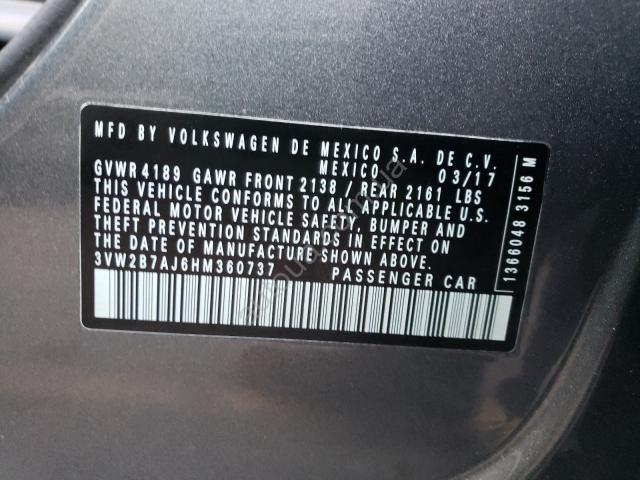 MFD BY VOLKSWAGEN DE MEXICO S.A. DE C.V.
MEXICO 03/17
GVWR 4189 GAWR FRONT 2138 / REAR 2161 LBS
THIS VEHICLE CONFORMS TO ALL APPLICABLE U.S.
FEDERAL MOTOR VEHICLE SAFETY, BUMPER AND
THEFT PREVENTION STANDARDS IN EFFECT ON
THE DATE OF MANUFACTURE SHOWN ABOVE.
3VW2B7AJ6HM360737 PASSENGER CAR
1366048 3156 M